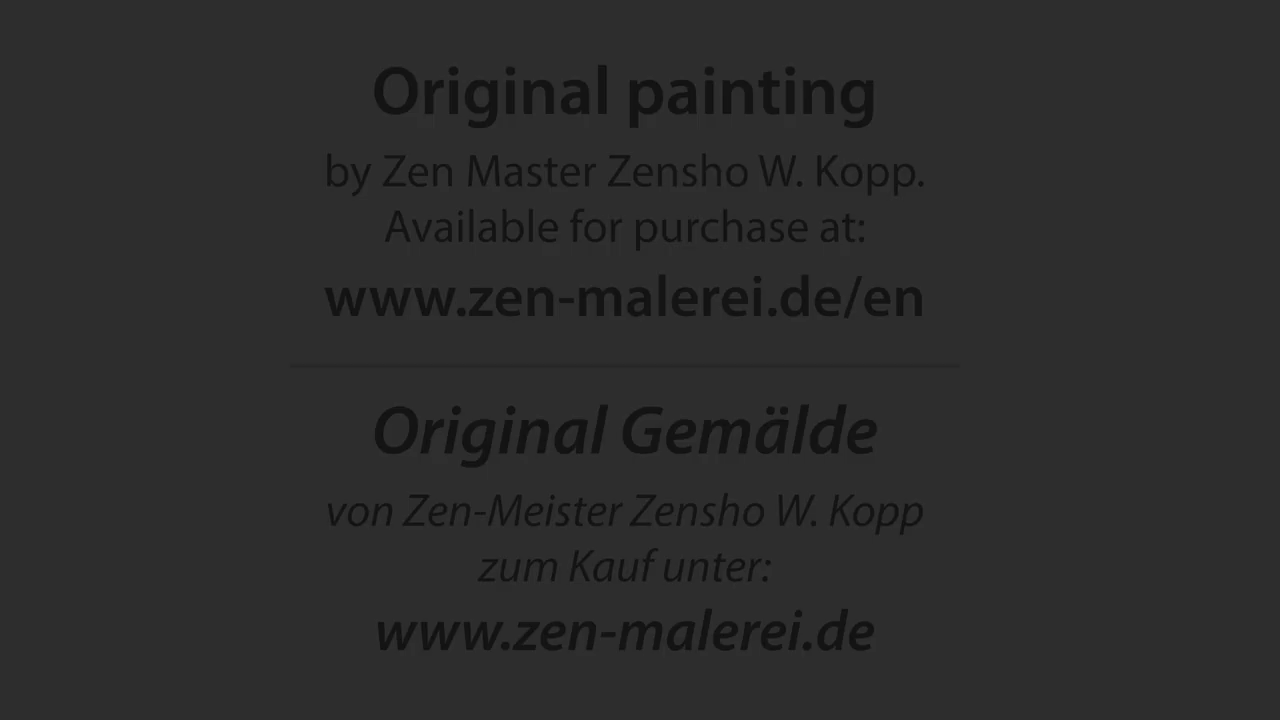 Original painting
by Zen Master Zensho W. Kopp.
Available for purchase at:
www.zen-malerei.de/en
Original Gemälde
von Zen-Meister Zensho W. Kopp
zum Kauf unter:
www.zen-malerei.de